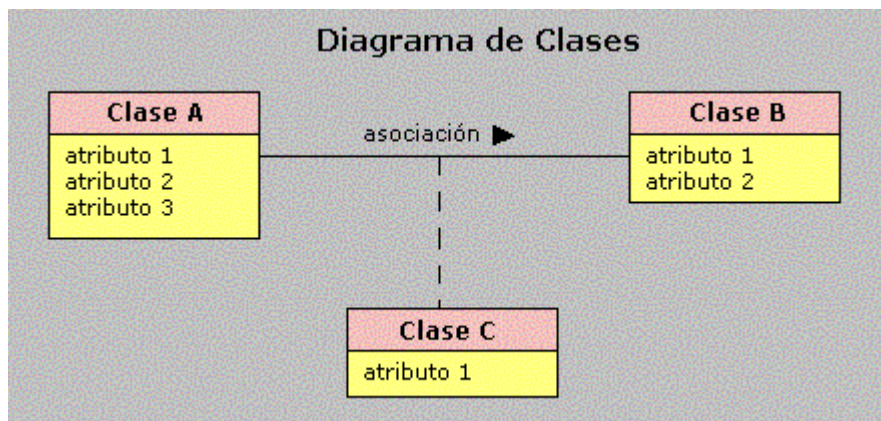 Diagrama de Clases
Clase A
atributo 1
atributo 2
atributo 3
asociación
Clase B
atributo 1
atributo 2
Clase C
atributo 1